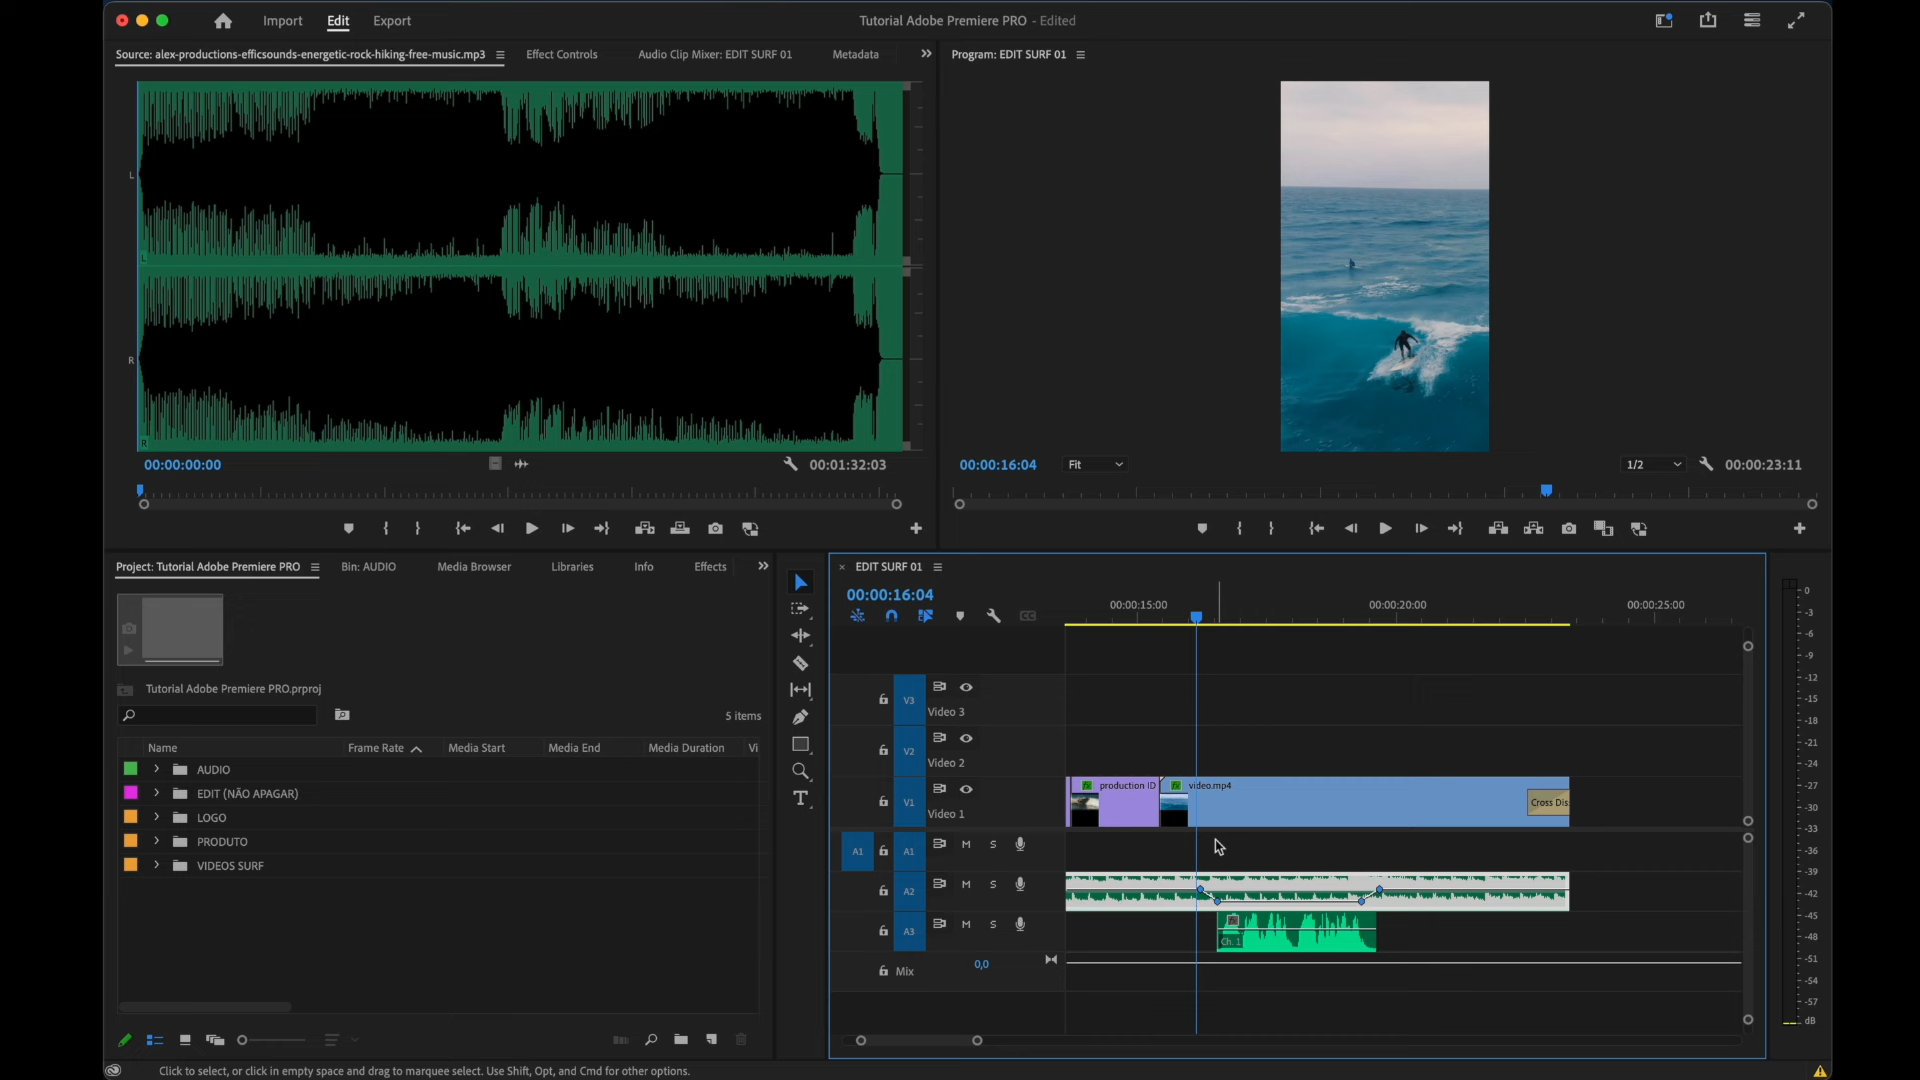 Import Edit Export
Tutorial Adobe Premiere PRO - Edited
Source: alex-productions-efficsounds-energetic-rock-hiking-free-music.mp3
Effect Controls
Audio Clip Mixer: EDIT SURF 01
Metadata
Program: EDIT SURF 01
L
L
R
R
00:00:00:00
00:01:32:03
00:00:16:04
Fit
1/2
00:00:23:11
Project: Tutorial Adobe Premiere PRO
Bin: AUDIO
Media Browser
Libraries
Info
Effects
Tutorial Adobe Premiere PRO.prproj
5 items
Name Frame Rate Media Start Media End Media Duration Vi
AUDIO
EDIT (NÃO APAGAR)
LOGO
PRODUTO
VIDEOS SURF
EDIT SURF 01
00:00:16:04
00:00:15:00 00:00:20:00 00:00:25:00
CC
V3 Video 3
V2 Video 2
V1 Video 1
fx production ID
fx video.mp4
Cross Dis
A1 A1 M S
A2 M S
A3 M S
fx
Ch. 1
Mix 0,0
0
-3
-6
-9
-12
-15
-18
-21
-24
-27
-30
-33
-36
-39
-42
-45
-48
-51
-54
-57
dB
Click to select, or click in empty space and drag to marquee select. Use Shift, Opt, and Cmd for other options.